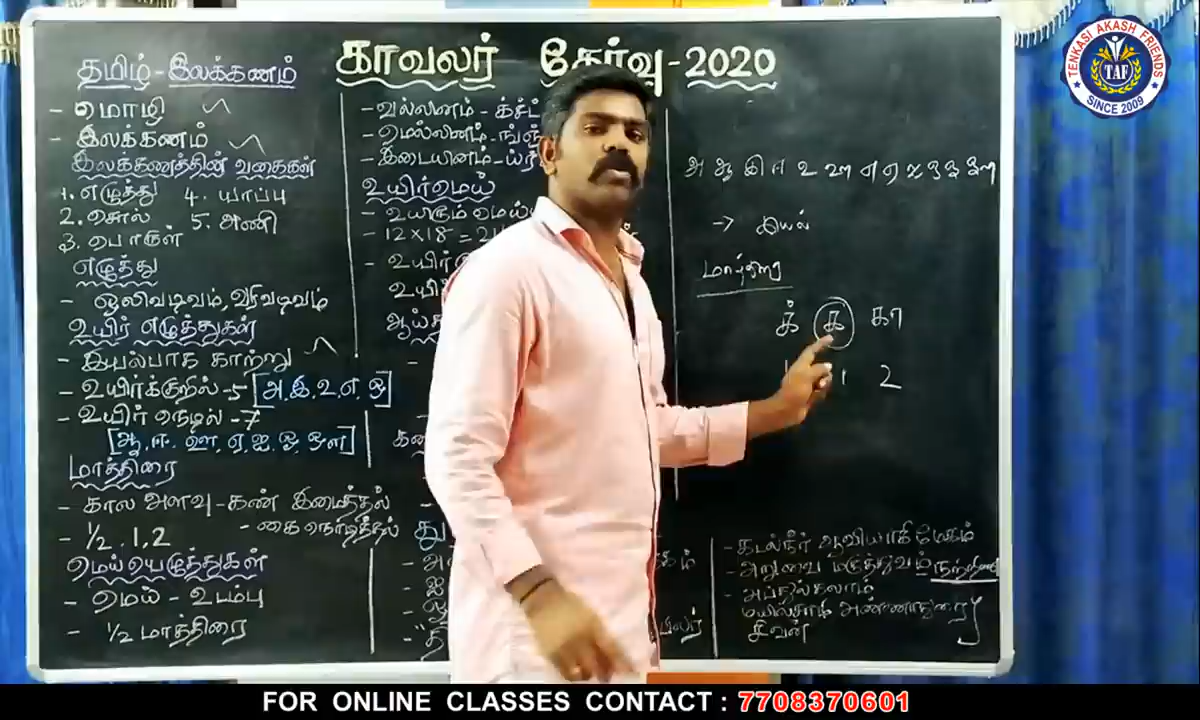 காவலர் தேர்வு-2020
தமிழ்-இலக்கணம்
- மொழி
- இலக்கணம்
இலக்கணத்தின் வகைகள்
1. எழுத்து 4. யாப்பு
2. சொல் 5. அணி
3. பொருள்
எழுத்து
- ஒலிவடிவம், வரிவடிவம்
உயிர் எழுத்துகள்
- இயல்பாக காற்று
- உயிர்க்குறில்-5 [அ.இ.உ.எ.ஒ]
- உயிர் நெடில்-7
[ஆ.ஈ.ஊ.ஏ.ஐ.ஓ.ஔ]
மாத்திரை
- கால அளவு-கண் இமைத்தல்
- கை நொடித்தல்
- ½.1,2
மெய்யெழுத்துகள்
- மெய் - உடம்பு
- ½ மாத்திரை
- வல்லினம் - க்ச்ட்
- மெல்லினம் -ங்ஞ்
- இடையினம் -ய்ர்
உயிர்மெய்
- உயிரும் மெய்
- 12×18=21
- உயிர்
அ ஆ இ ஈ உ ஊ எ ஏ ஐ ஒ ஓ ஔ
→ இயல்
மாத்திரை
க் க கா
1 2
- கடல்நீர் ஆவியாகி மேகம்
- அறுவை மருத்துவம்
- அப்துல்கலாம்
மயில்சாமி அண்ணாதுரை
சிவன்
TENKASI AKASH FRIENDS
TAF
SINCE 2009
FOR ONLINE CLASSES CONTACT : 7708370601